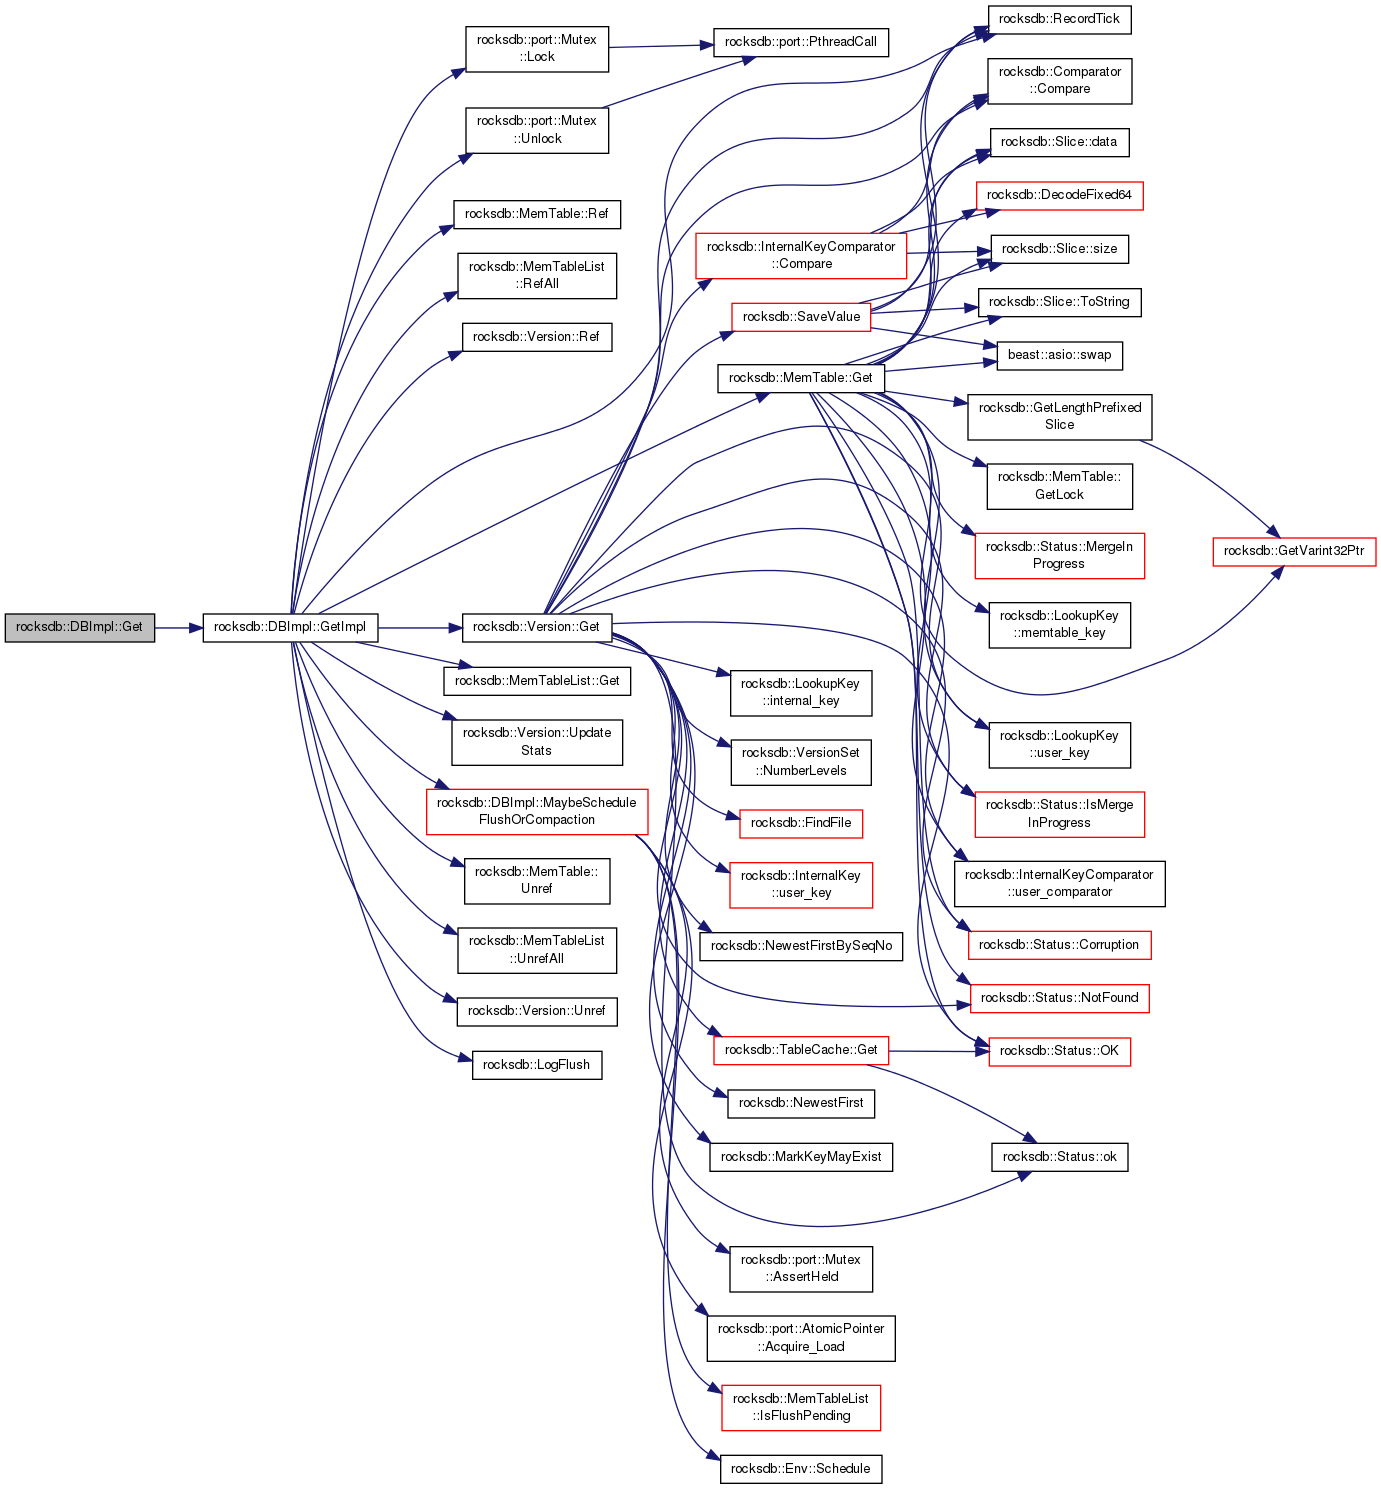 rocksdb::DBImpl::Get
rocksdb::DBImpl::GetImpl
rocksdb::port::Mutex
::Lock
rocksdb::port::Mutex
::Unlock
rocksdb::MemTable::Ref
rocksdb::MemTableList
::RefAll
rocksdb::Version::Ref
rocksdb::Version::Get
rocksdb::MemTableList::Get
rocksdb::Version::Update
Stats
rocksdb::DBImpl::MaybeSchedule
FlushOrCompaction
rocksdb::MemTable::
Unref
rocksdb::MemTableList
::UnrefAll
rocksdb::Version::Unref
rocksdb::LogFlush
rocksdb::port::PthreadCall
rocksdb::InternalKeyComparator
::Compare
rocksdb::SaveValue
rocksdb::MemTable::Get
rocksdb::LookupKey
::internal_key
rocksdb::VersionSet
::NumberLevels
rocksdb::FindFile
rocksdb::InternalKey
::user_key
rocksdb::NewestFirstBySeqNo
rocksdb::TableCache::Get
rocksdb::NewestFirst
rocksdb::MarkKeyMayExist
rocksdb::port::Mutex
::AssertHeld
rocksdb::port::AtomicPointer
::Acquire_Load
rocksdb::MemTableList
::IsFlushPending
rocksdb::Env::Schedule
rocksdb::RecordTick
rocksdb::Comparator
::Compare
rocksdb::Slice::data
rocksdb::DecodeFixed64
rocksdb::Slice::size
rocksdb::Slice::ToString
beast::asio::swap
rocksdb::GetLengthPrefixed
Slice
rocksdb::MemTable::
GetLock
rocksdb::Status::MergeIn
Progress
rocksdb::LookupKey
::memtable_key
rocksdb::LookupKey
::user_key
rocksdb::Status::IsMerge
InProgress
rocksdb::InternalKeyComparator
::user_comparator
rocksdb::Status::Corruption
rocksdb::Status::NotFound
rocksdb::Status::OK
rocksdb::Status::ok
rocksdb::GetVarint32Ptr